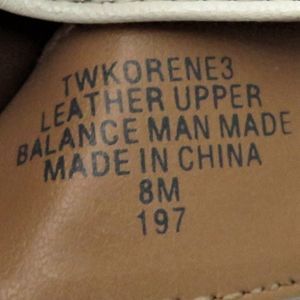 TWKORENE3
LEATHER UPPER
BALANCE MAN MADE
MADE IN CHINA
8M
197